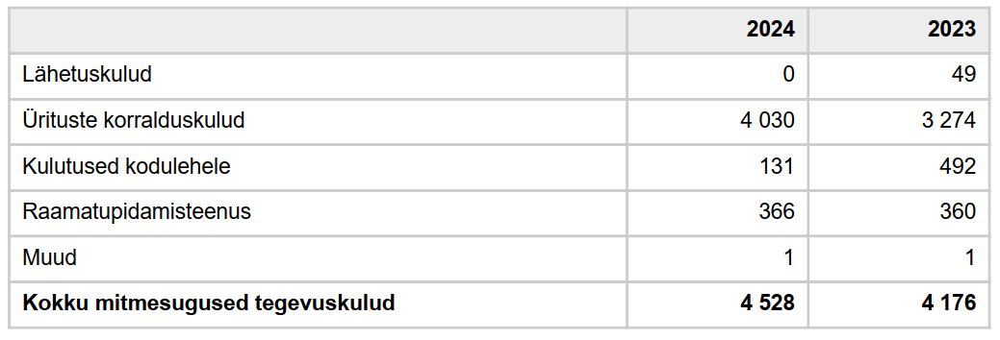 2024 2023
Lähetuskulud 0 49
Ürituste korralduskulud 4 030 3 274
Kulutused kodulehele 131 492
Raamatupidamisteenus 366 360
Muud 1 1
Kokku mitmesugused tegevuskulud 4 528 4 176